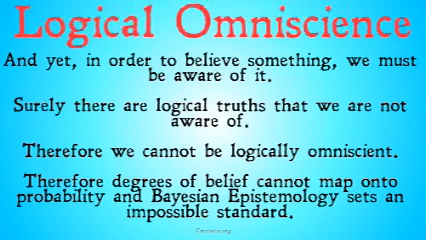 Logical Omniscience
And yet, in order to believe something, we must
be aware of it.
Surely there are logical truths that we are not
aware of.
Therefore we cannot be logically omniscient.
Therefore degrees of belief cannot map onto
probability and Bayesian Epistemology sets an
impossible standard.